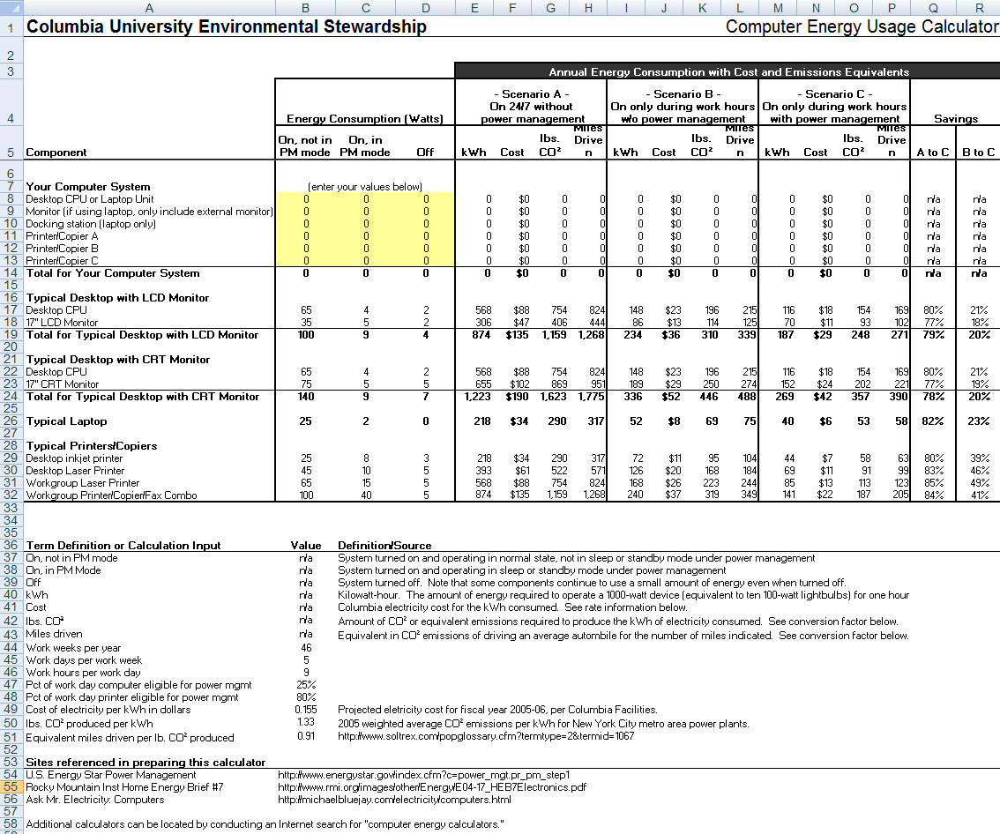 A B C D E F G H I J K L M N O P Q R
1 Columbia University Environmental Stewardship Computer Energy Usage Calculator
2
3 Annual Energy Consumption with Cost and Emissions Equivalents
- Scenario A - - Scenario B - - Scenario C -
On 24/7 without On only during work hours On only during work hours
4 Energy Consumption (Watts) power management w/o power management with power management Savings
Miles Miles Miles
On, not in On, in lbs. Drive lbs. Drive lbs. Drive
5 Component PM mode PM mode Off kWh Cost CO² n kWh Cost CO² n kWh Cost CO² n A to C B to C
6
7 Your Computer System (enter your values below)
8 Desktop CPU or Laptop Unit 0 0 0 0 $0 0 0 0 $0 0 0 0 $0 0 0 n/a n/a
9 Monitor (if using laptop, only include external monitor) 0 0 0 0 $0 0 0 0 $0 0 0 0 $0 0 0 n/a n/a
10 Docking station (laptop only) 0 0 0 0 $0 0 0 0 $0 0 0 0 $0 0 0 n/a n/a
11 Printer/Copier A 0 0 0 0 $0 0 0 0 $0 0 0 0 $0 0 0 n/a n/a
12 Printer/Copier B 0 0 0 0 $0 0 0 0 $0 0 0 0 $0 0 0 n/a n/a
13 Printer/Copier C 0 0 0 0 $0 0 0 0 $0 0 0 0 $0 0 0 n/a n/a
14 Total for Your Computer System 0 0 0 0 $0 0 0 0 $0 0 0 0 $0 0 0 n/a n/a
15
16 Typical Desktop with LCD Monitor
17 Desktop CPU 65 4 2 568 $88 754 824 148 $23 196 215 116 $18 154 169 80% 21%
18 17" LCD Monitor 35 5 2 306 $47 406 444 86 $13 114 125 70 $11 93 102 77% 18%
19 Total for Typical Desktop with LCD Monitor 100 9 4 874 $135 1,159 1,268 234 $36 310 339 187 $29 248 271 79% 20%
20
21 Typical Desktop with CRT Monitor
22 Desktop CPU 65 4 2 568 $88 754 824 148 $23 196 215 116 $18 154 169 80% 21%
23 17" CRT Monitor 75 5 5 655 $102 869 951 189 $29 250 274 152 $24 202 221 77% 19%
24 Total for Typical Desktop with CRT Monitor 140 9 7 1,223 $190 1,623 1,775 336 $52 446 488 269 $42 357 390 78% 20%
25
26 Typical Laptop 25 2 0 218 $34 290 317 52 $8 69 75 40 $6 53 58 82% 23%
27
28 Typical Printers/Copiers
29 Desktop inkjet printer 25 8 3 218 $34 290 317 72 $11 95 104 44 $7 58 63 80% 39%
30 Desktop Laser Printer 45 10 5 393 $61 522 571 126 $20 168 184 69 $11 91 99 83% 46%
31 Workgroup Laser Printer 65 15 5 568 $88 754 824 168 $26 223 244 85 $13 113 123 85% 49%
32 Workgroup Printer/Copier/Fax Combo 100 40 5 874 $135 1,159 1,268 240 $37 319 349 141 $22 187 205 84% 41%
33
34
35
36 Term Definition or Calculation Input Value Definition/Source
37 On, not in PM mode n/a System turned on and operating in normal state, not in sleep or standby mode under power management
38 On, in PM Mode n/a System turned on and operating in sleep or standby mode under power management
39 Off n/a System turned off. Note that some components continue to use a small amount of energy even when turned off.
40 kWh n/a Kilowatt-hour. The amount of energy required to operate a 1000-watt device (equivalent to ten 100-watt lightbulbs) for one hour
41 Cost n/a Columbia electricity cost for the kWh consumed. See rate information below.
42 lbs. CO² n/a Amount of CO² or equivalent emissions required to produce the kWh of electricity consumed. See conversion factor below.
43 Miles driven n/a Equivalent in CO² emissions of driving an average autombile for the number of miles indicated. See conversion factor below.
44 Work weeks per year 46
45 Work days per work week 5
46 Work hours per work day 9
47 Pct of work day computer eligible for power mgmt 25%
48 Pct of work day printer eligible for power mgmt 80%
49 Cost of electricity per kWh in dollars 0.155 Projected eletricity cost for fiscal year 2005-06, per Columbia Facilities.
50 lbs. CO² produced per kWh 1.33 2005 weighted average CO² emissions per kWh for New York City metro area power plants.
51 Equivalent miles driven per lb. CO² produced 0.91 http://www.soltrex.com/popglossary.cfm?termtype=2&termid=1067
52
53 Sites referenced in preparing this calculator
54 U.S. Energy Star Power Management http://www.energystar.gov/index.cfm?c=power_mgt.pr_pm_step1
55 Rocky Mountain Inst Home Energy Brief #7 http://www.rmi.org/images/other/Energy/E04-17_HEB7Electronics.pdf
56 Ask Mr. Electricity: Computers http://michaelbluejay.com/electricity/computers.html
57
58 Additional calculators can be located by conducting an Internet search for "computer energy calculators."